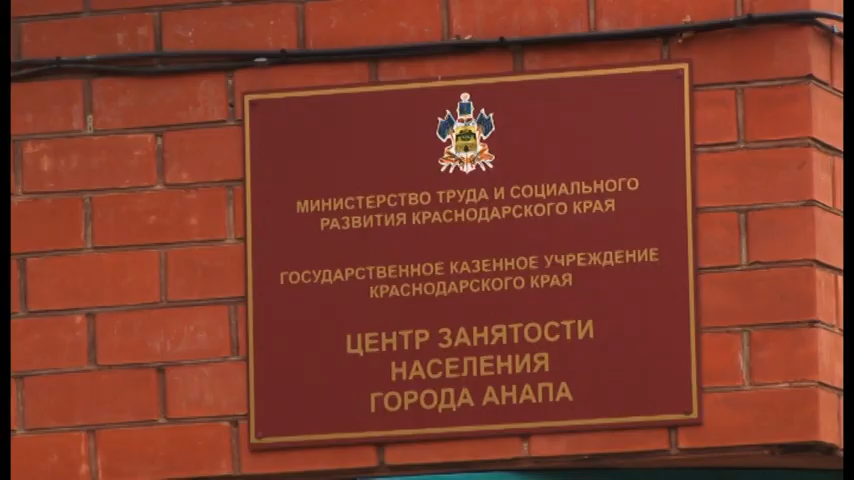 МИНИСТЕРСТВО ТРУДА И СОЦИАЛЬНОГО
РАЗВИТИЯ КРАСНОДАРСКОГО КРАЯ
ГОСУДАРСТВЕННОЕ КАЗЕННОЕ УЧРЕЖДЕНИЕ
КРАСНОДАРСКОГО КРАЯ
ЦЕНТР ЗАНЯТОСТИ
НАСЕЛЕНИЯ
ГОРОДА АНАПА